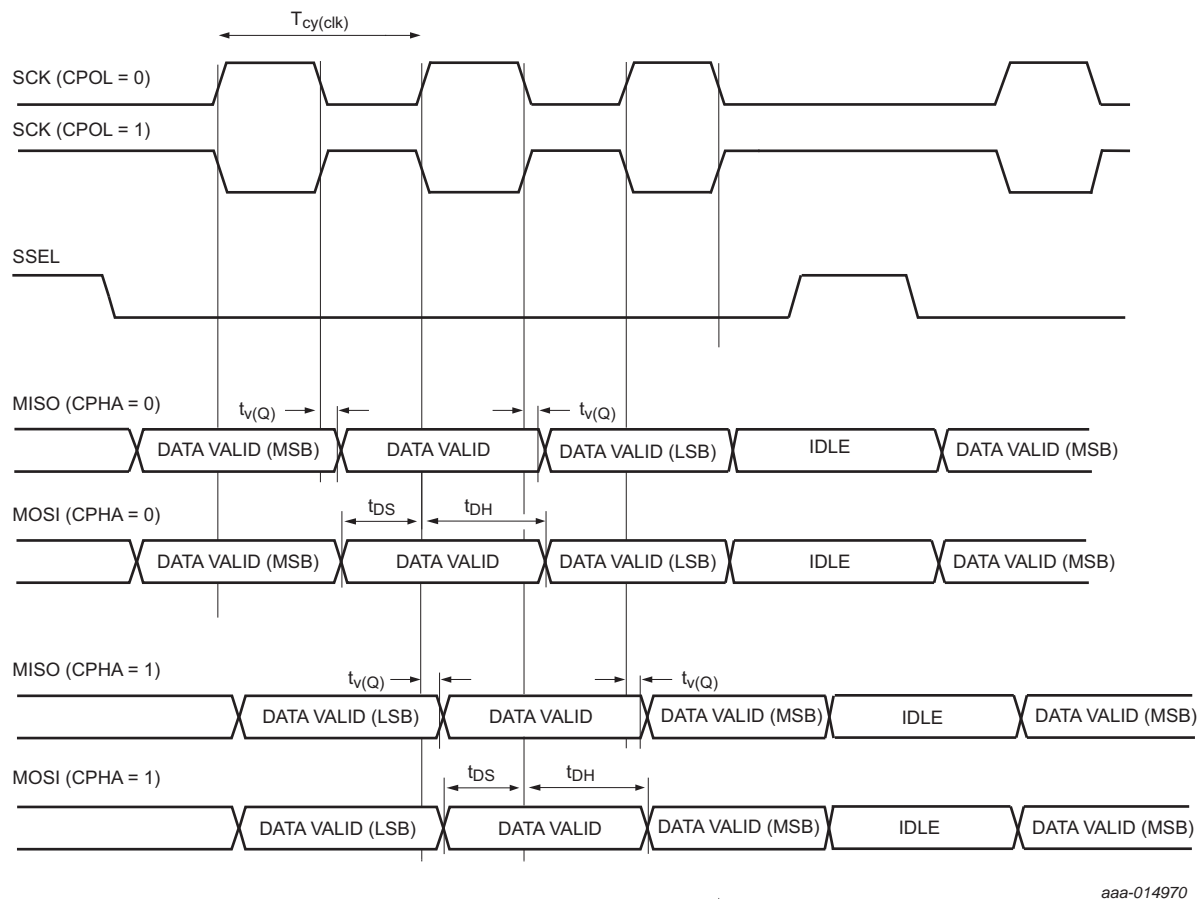 Tcy(clk)
SCK (CPOL = 0)
SCK (CPOL = 1)
SSEL
MISO (CPHA = 0)
tv(Q) tv(Q)
DATA VALID (MSB) DATA VALID DATA VALID (LSB) IDLE DATA VALID (MSB)
tDS tDH
MOSI (CPHA = 0)
DATA VALID (MSB) DATA VALID DATA VALID (LSB) IDLE DATA VALID (MSB)
MISO (CPHA = 1)
tv(Q) tv(Q)
DATA VALID (LSB) DATA VALID DATA VALID (MSB) IDLE DATA VALID (MSB)
tDS tDH
MOSI (CPHA = 1)
DATA VALID (LSB) DATA VALID DATA VALID (MSB) IDLE DATA VALID (MSB)
aaa-014970